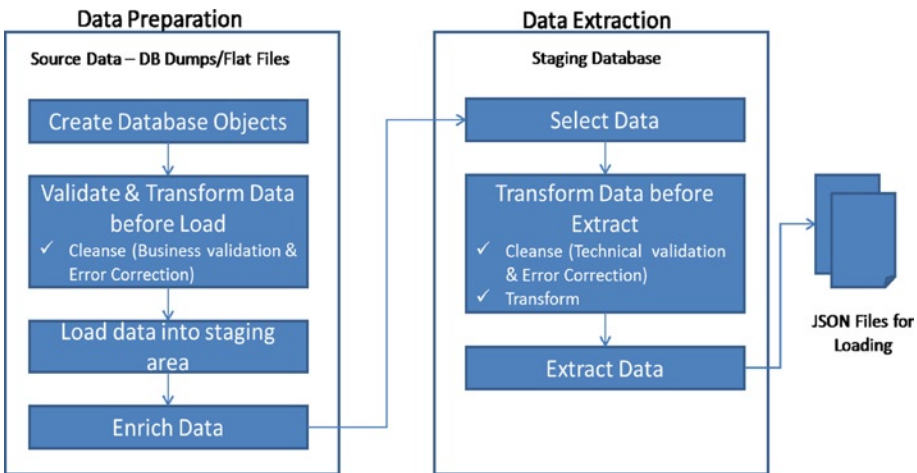 Data Preparation
Source Data – DB Dumps/Flat Files
Create Database Objects
Validate & Transform Data
before Load
✓ Cleanse (Business validation &
Error Correction)
Load data into staging
area
Enrich Data
Data Extraction
Staging Database
Select Data
Transform Data before
Extract
✓ Cleanse (Technical validation
& Error Correction)
✓ Transform
Extract Data
JSON Files for
Loading